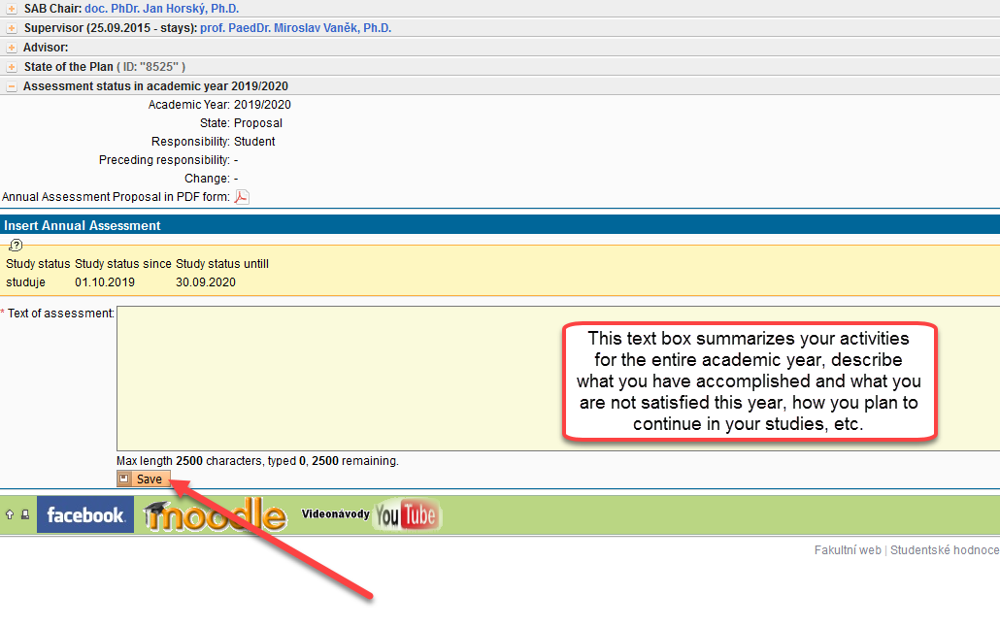 SAB Chair: doc. PhDr. Jan Horský, Ph.D.
Supervisor (25.09.2015 - stays): prof. PaedDr. Miroslav Vaněk, Ph.D.
Advisor:
State of the Plan ( ID: "8525" )
Assessment status in academic year 2019/2020
Academic Year: 2019/2020
State: Proposal
Responsibility: Student
Preceding responsibility: -
Change: -
Annual Assessment Proposal in PDF form:
Insert Annual Assessment
?
Study status Study status since Study status untill
studuje 01.10.2019 30.09.2020
* Text of assessment:
This text box summarizes your activities
for the entire academic year, describe
what you have accomplished and what you
are not satisfied this year, how you plan to
continue in your studies, etc.
Max length 2500 characters, typed 0, 2500 remaining.
Save
facebook. moodle Videonávody YouTube
Fakultní web | Studentské hodnoce